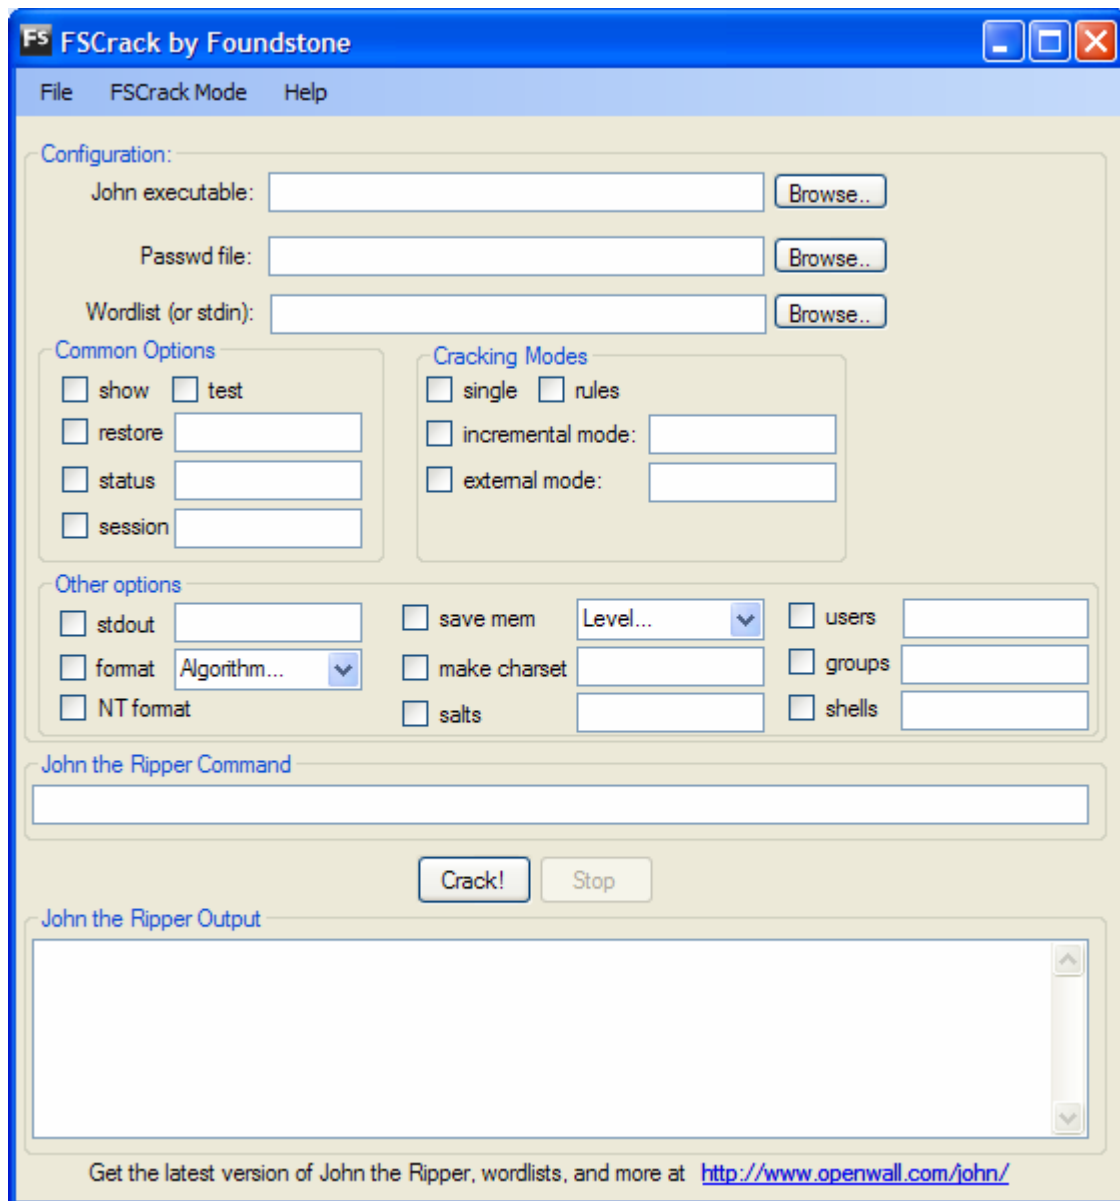 FS FSCrack by Foundstone
File FSCrack Mode Help
Configuration:
John executable: Browse..
Passwd file: Browse..
Wordlist (or stdin): Browse..
Common Options
show test
restore
status
session
Cracking Modes
single rules
incremental mode:
external mode:
Other options
stdout
format Algorithm...
NT format
save mem Level...
make charset
salts
users
groups
shells
John the Ripper Command
Crack! Stop
John the Ripper Output
Get the latest version of John the Ripper, wordlists, and more at http://www.openwall.com/john/